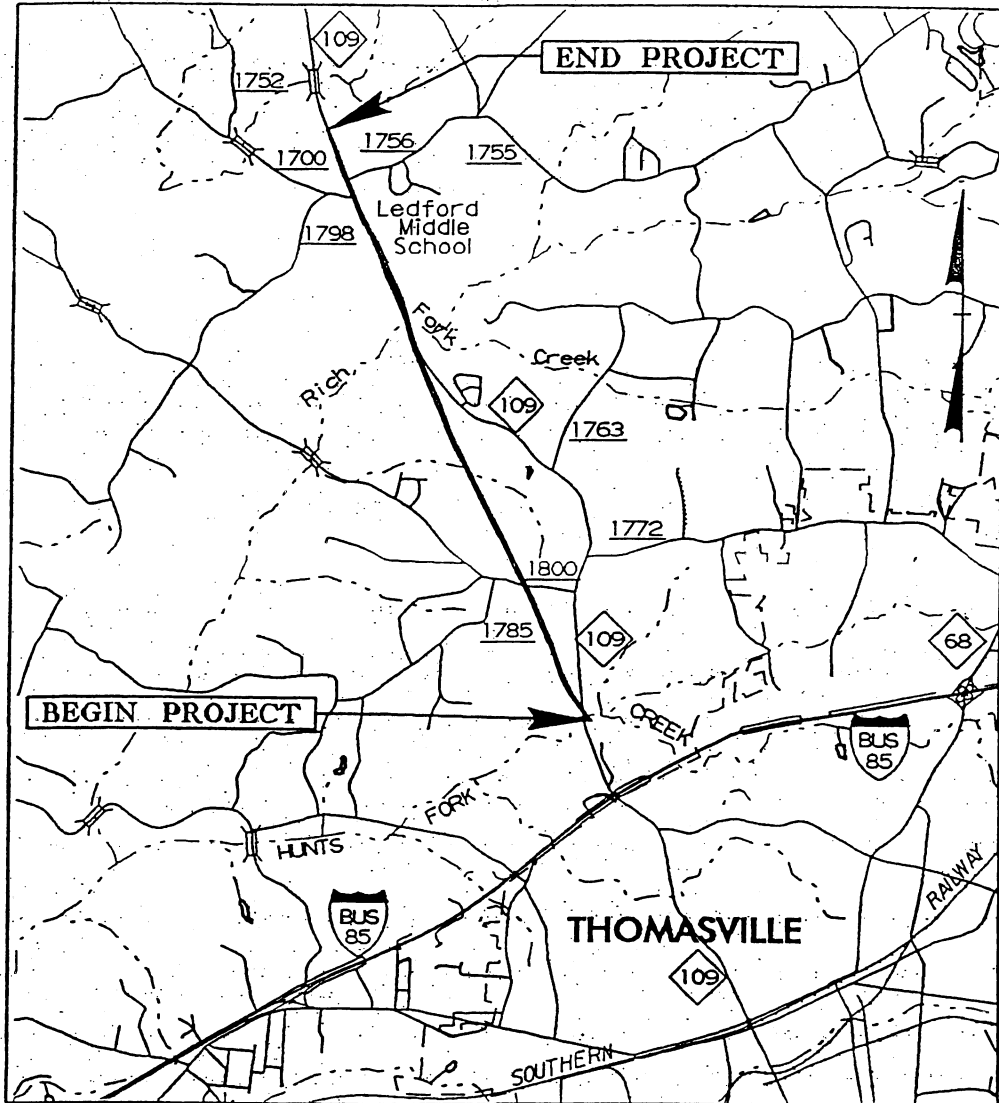 109
END PROJECT
1752
1756
1755
1700
Ledford
Middle
School
1798
Fork
Creek
Rich
109
1763
1772
1800
1785
109
68
BEGIN PROJECT
CREEK
BUS
85
FORK
HUNTS
BUS
85
RAILWAY
THOMASVILLE
109
SOUTHERN